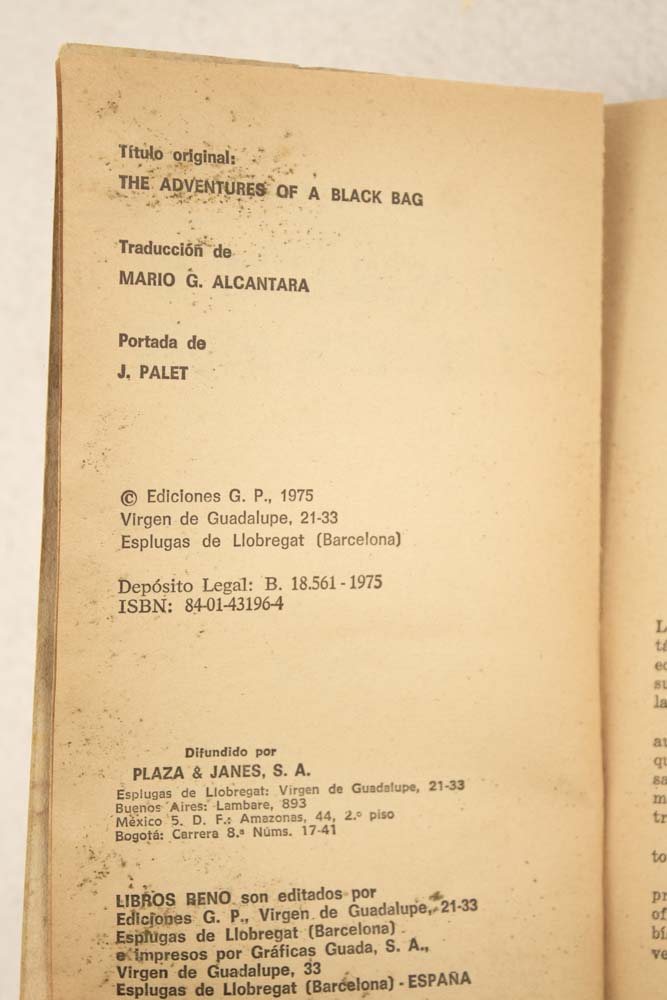 Título original:
THE ADVENTURES OF A BLACK BAG
Traducción de
MARIO G. ALCANTARA
Portada de
J. PALET
© Ediciones G. P., 1975
Virgen de Guadalupe, 21-33
Esplugas de Llobregat (Barcelona)
Depósito Legal: B. 18.561 - 1975
ISBN: 84-01-43196-4
Difundido por
PLAZA & JANES, S. A.
Esplugas de Llobregat: Virgen de Guadalupe, 21-33
Buenos Aires: Lambare, 893
México 5. D. F.: Amazonas, 44, 2.º piso
Bogotá: Carrera 8.ª Núms. 17-41
LIBROS RENO son editados por
Ediciones G. P., Virgen de Guadalupe, 21-33
Esplugas de Llobregat (Barcelona)
e impresos por Gráficas Guada, S. A.,
Virgen de Guadalupe, 33
Esplugas de Llobregat (Barcelona) - ESPAÑA